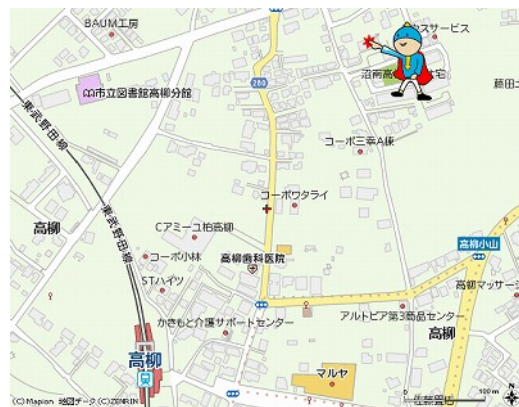 BAUM工房
スサービス
280
市立図書館高柳分館
沼南高
宅
藤田
コーポ三幸A棟
東武野田線
コーポワタライ
高柳
東武野田線
Cアミーユ柏高柳
高柳小山
コーポ小林
高柳歯科医院
STハイツ
高柳マッサージ
アルトピア第3商品センター
かきもと介護サポートセンター
高柳
高柳
マルヤ
100m
(C) Mapion 地図データ (C)ZENRIN
N